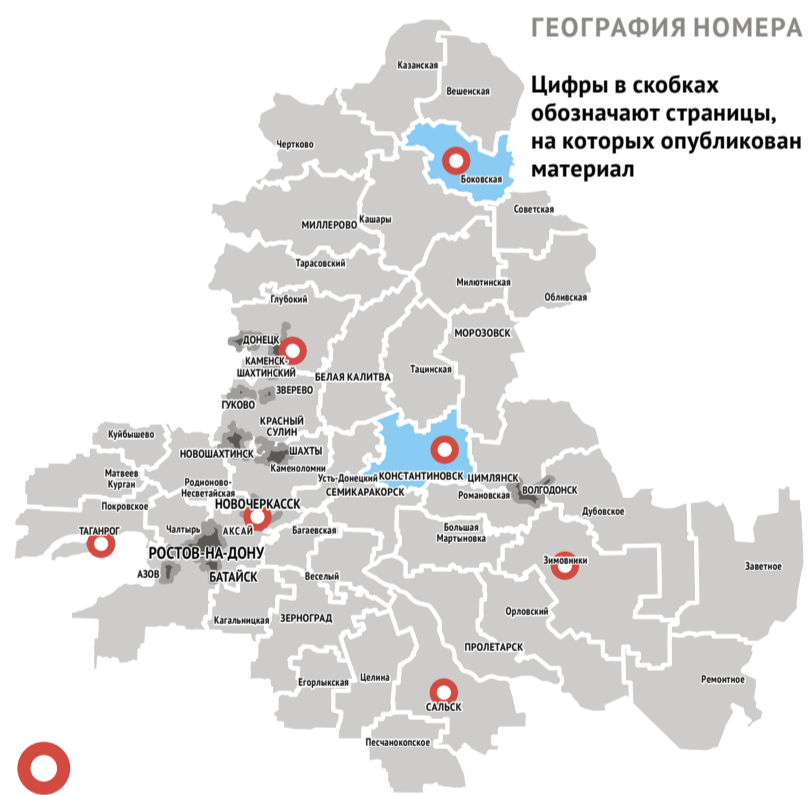 ГЕОГРАФИЯ НОМЕРА
Цифры в скобках
обозначают страницы,
на которых опубликован
материал
Казанская
Вешенская
Чертково
Боковская
Советская
МИЛЛЕРОВО
Кашары
Тарасовский
Милютинская
Обливская
Глубокий
ДОНЕЦК
МОРОЗОВСК
КАМЕНСК-
ШАХТИНСКИЙ
БЕЛАЯ КАЛИТВА
Тацинская
ЗВЕРЕВО
ГУКОВО
КРАСНЫЙ
СУЛИН
Куйбышево
НОВОШАХТИНСК
ШАХТЫ
Каменоломни
Матвеев
Курган
Родионово-
Несветайская
Усть-Донецкий
КОНСТАНТИНОВСК
ЦИМЛЯНСК
СЕМИКАРАКОРСК
Романовская
ВОЛГОДОНСК
Покровское
НОВОЧЕРКАССК
Дубовское
ТАГАНРОГ
Чалтырь
АКСАЙ
Багаевская
Большая
Мартыновка
РОСТОВ-НА-ДОНУ
Зимовники
Заветное
АЗОВ
БАТАЙСК
Веселый
Орловский
Кагальницкая
ЗЕРНОГРАД
ПРОЛЕТАРСК
Егорлыкская
Целина
Ремонтное
САЛЬСК
Песчанокопское